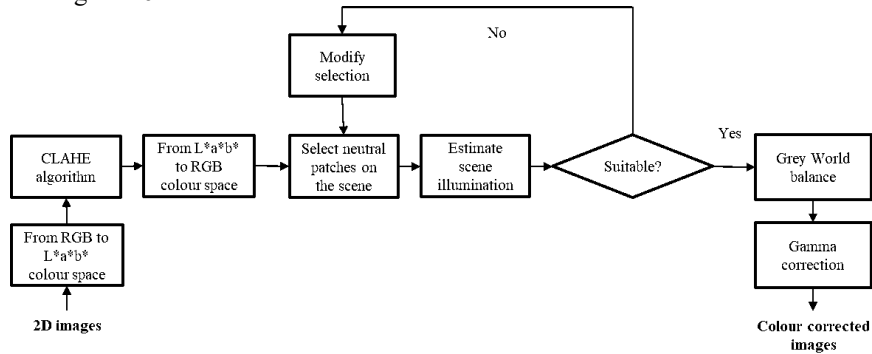 No
Modify
selection
Yes
CLAHE
algorithm
From L*a*b*
to RGB
colour space
Select neutral
patches on
the scene
Estimate
scene
illumination
Suitable?
Grey World
balance
From RGB to
L*a*b*
colour space
Gamma
correction
2D images
Colour corrected
images